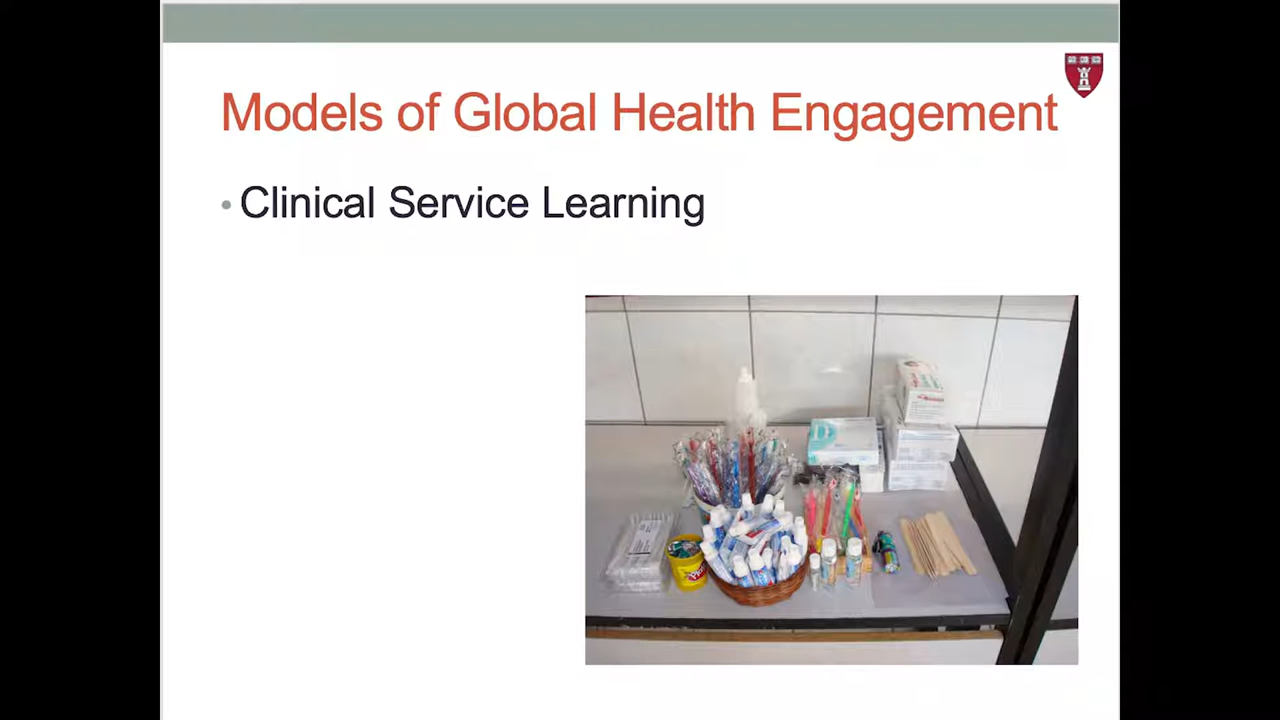 Models of Global Health Engagement
• Clinical Service Learning